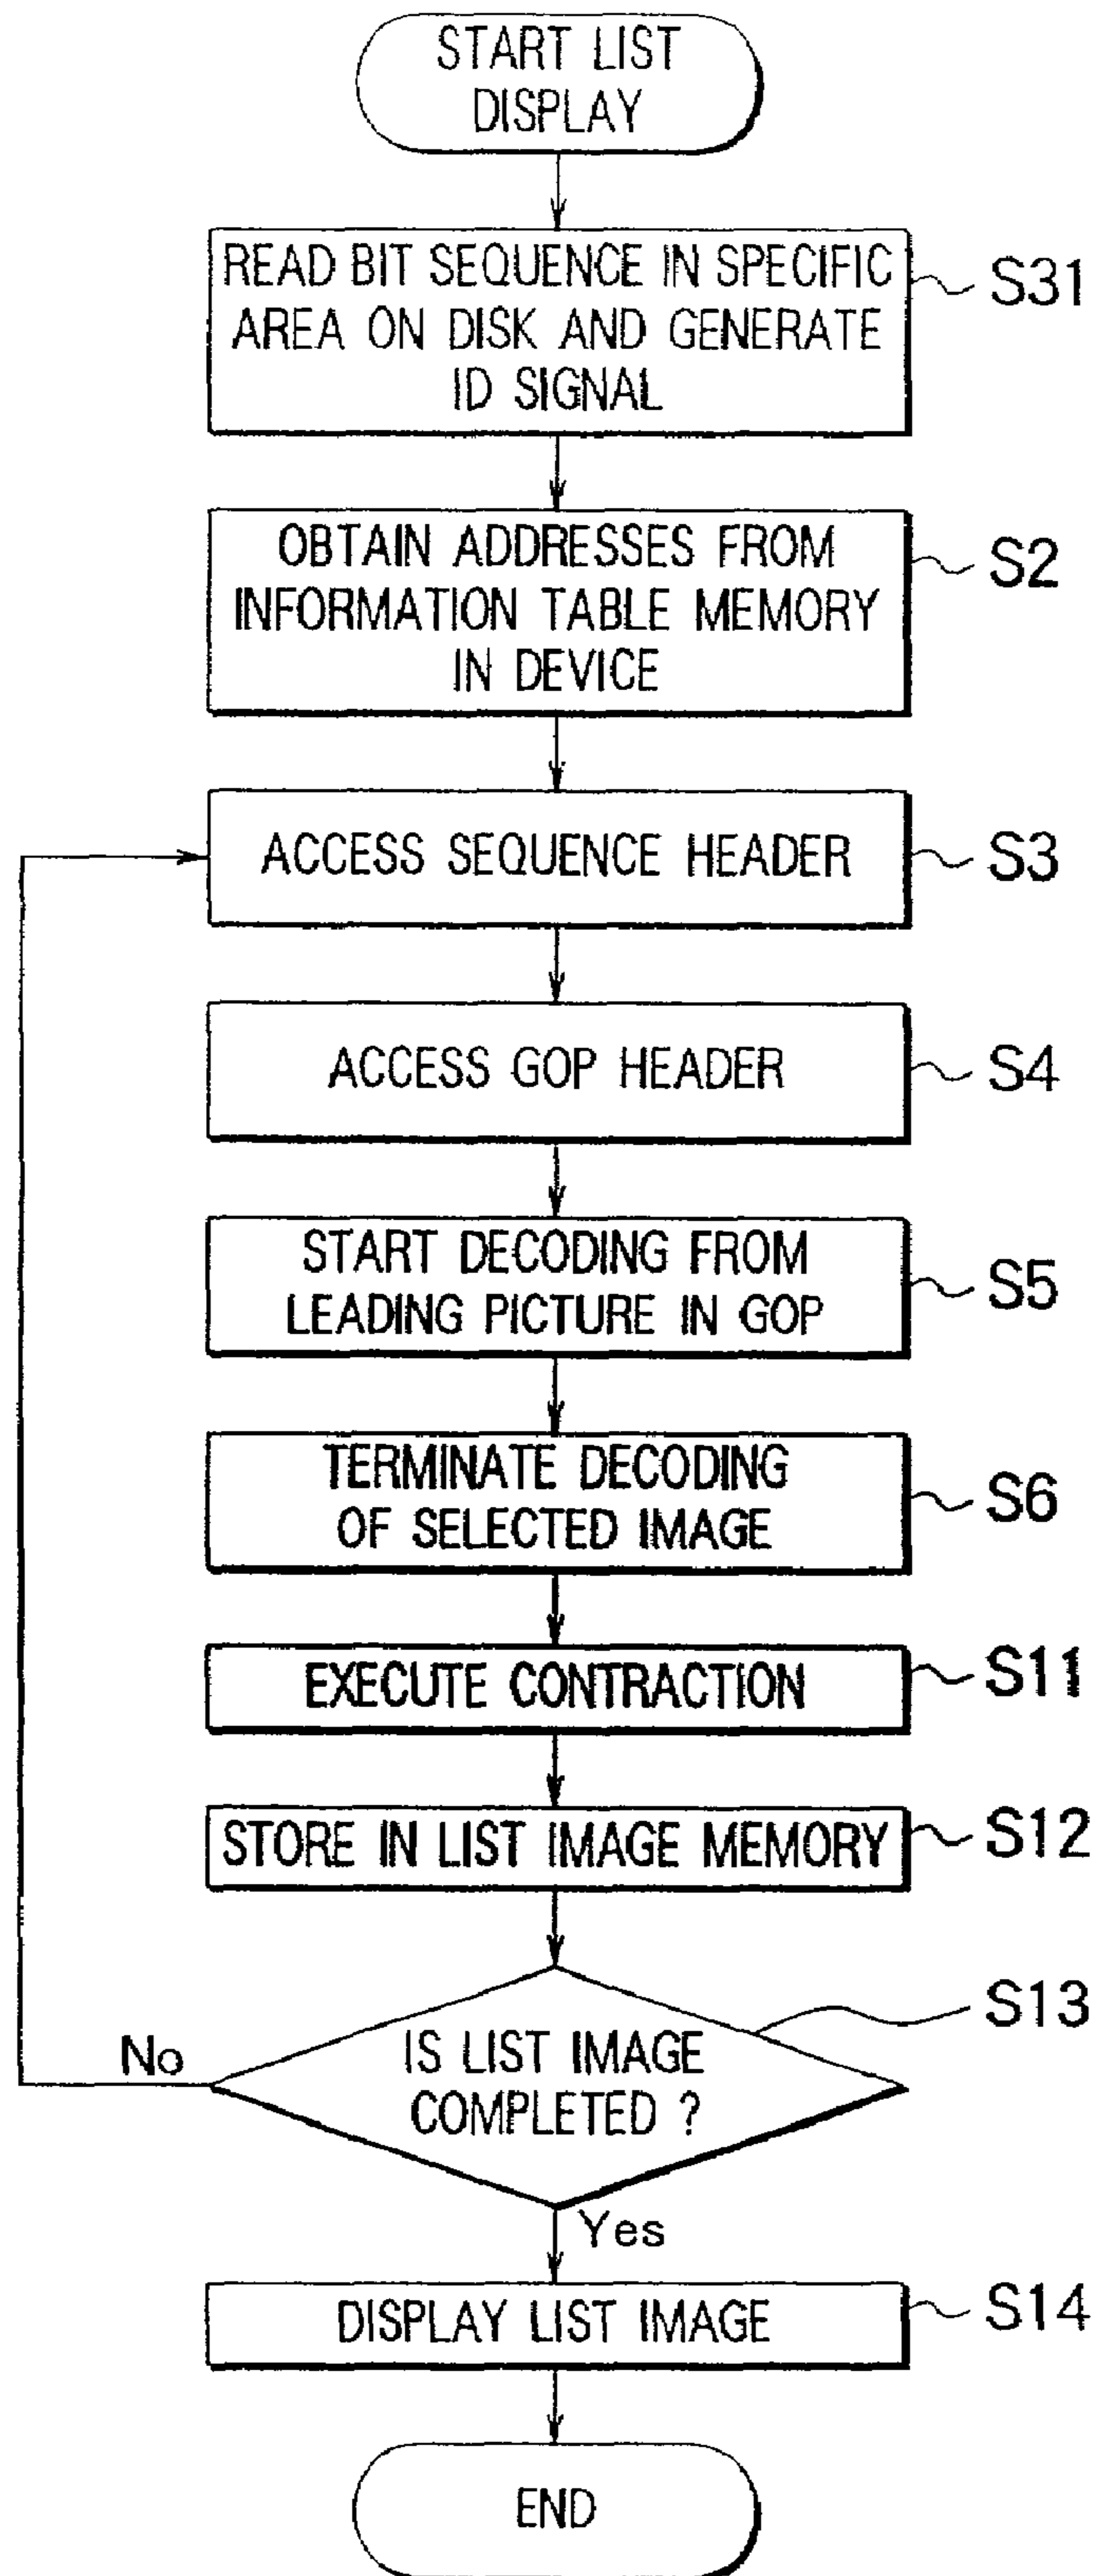 START LIST
DISPLAY
READ BIT SEQUENCE IN SPECIFIC
AREA ON DISK AND GENERATE
ID SIGNAL
S31
OBTAIN ADDRESSES FROM
INFORMATION TABLE MEMORY
IN DEVICE
S2
ACCESS SEQUENCE HEADER
S3
ACCESS GOP HEADER
S4
START DECODING FROM
LEADING PICTURE IN GOP
S5
TERMINATE DECODING
OF SELECTED IMAGE
S6
EXECUTE CONTRACTION
S11
STORE IN LIST IMAGE MEMORY
S12
IS LIST IMAGE
COMPLETED ?
S13
No
Yes
DISPLAY LIST IMAGE
S14
END